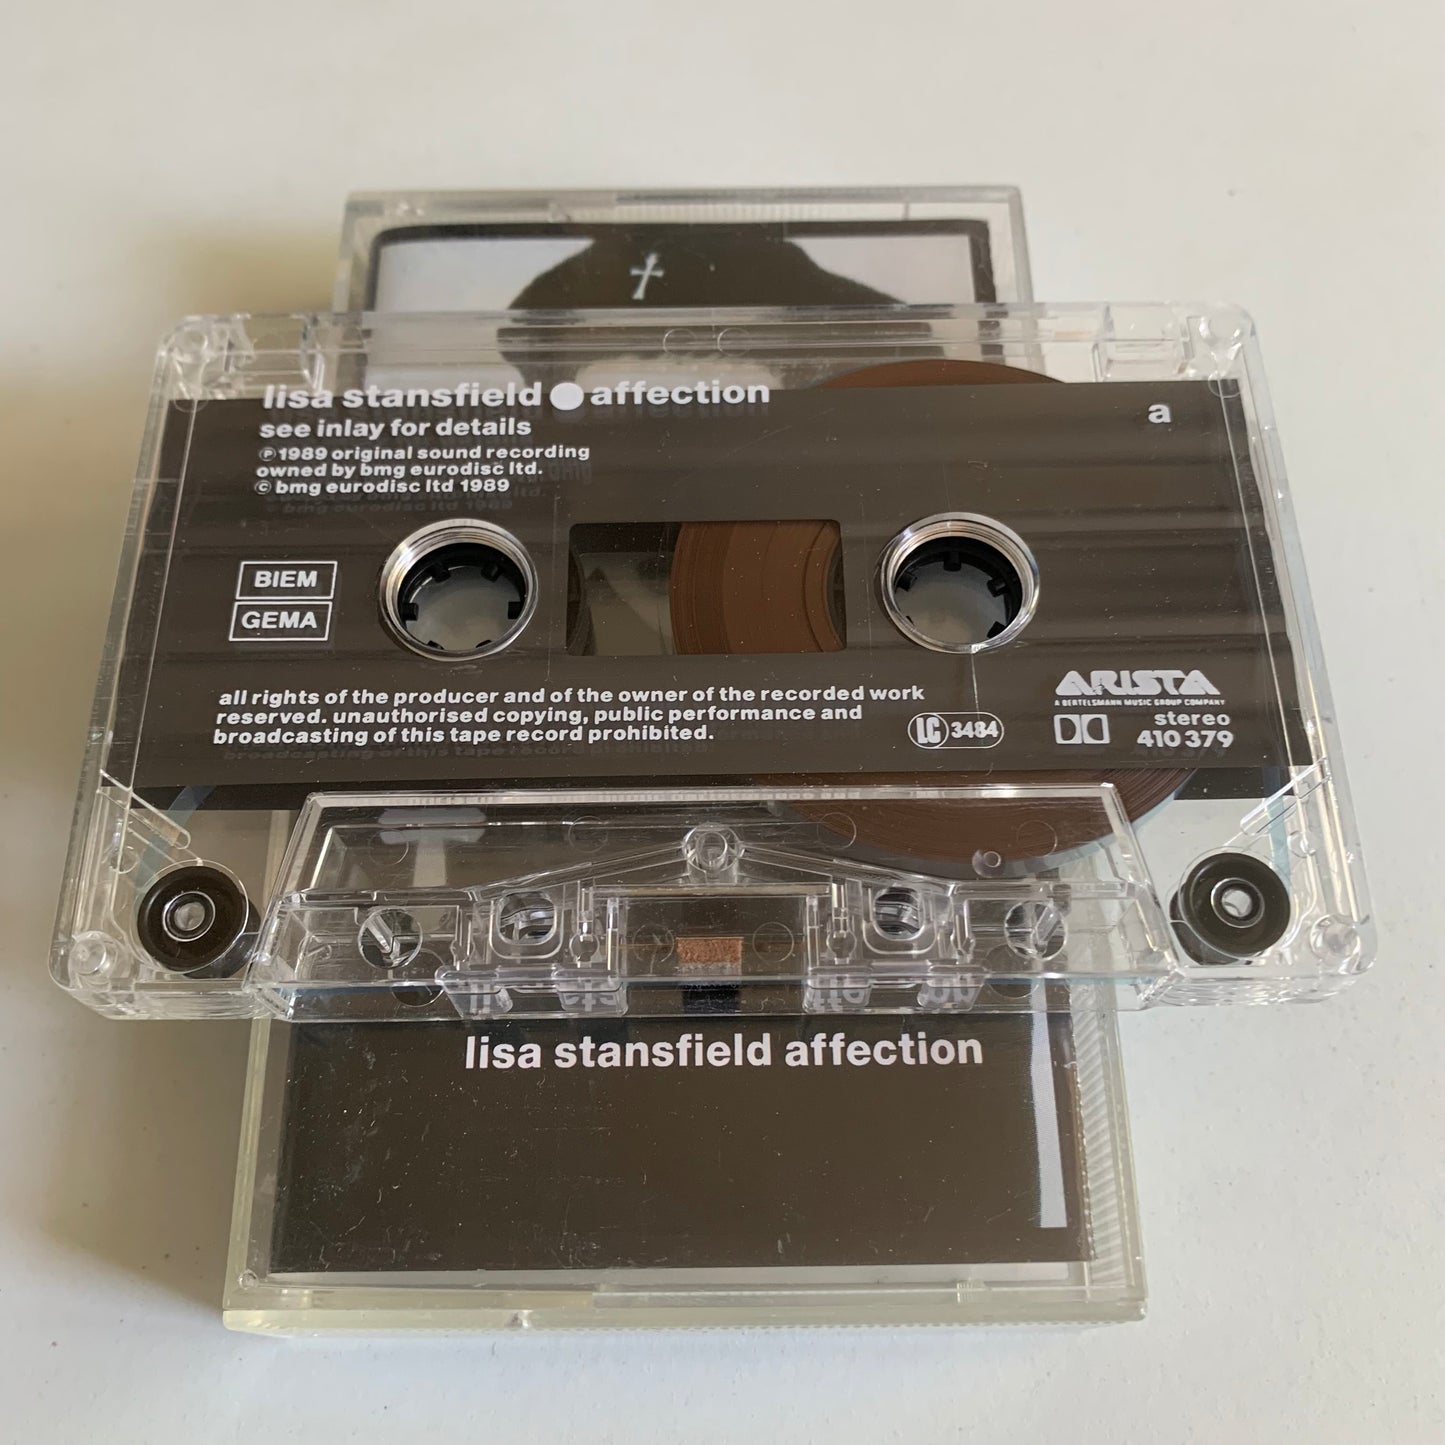 lisa stansfield ● affection
a
see inlay for details
℗ 1989 original sound recording
owned by bmg eurodisc ltd.
© bmg eurodisc ltd 1989
BIEM
GEMA
all rights of the producer and of the owner of the recorded work
reserved. unauthorised copying, public performance and
broadcasting of this tape record prohibited.
LC 3484
ARISTA
A BERTELSMANN MUSIC GROUP COMPANY
stereo
410 379
lisa stansfield affection